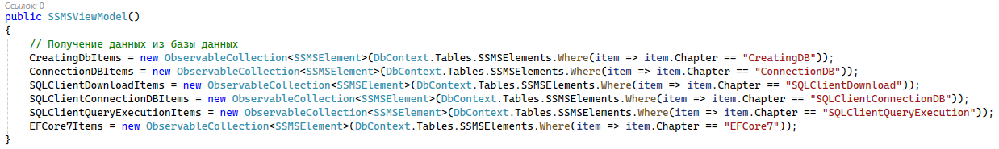 Ссылок: 0
public SSMSViewModel()
{
// Получение данных из базы данных
CreatingDbItems = new ObservableCollection<SSMSElement>(DbContext.Tables.SSMSElements.Where(item => item.Chapter == "CreatingDB"));
ConnectionDBItems = new ObservableCollection<SSMSElement>(DbContext.Tables.SSMSElements.Where(item => item.Chapter == "ConnectionDB"));
SQLClientDownloadItems = new ObservableCollection<SSMSElement>(DbContext.Tables.SSMSElements.Where(item => item.Chapter == "SQLClientDownload"));
SQLClientConnectionDBItems = new ObservableCollection<SSMSElement>(DbContext.Tables.SSMSElements.Where(item => item.Chapter == "SQLClientConnectionDB"));
SQLClientQueryExecutionItems = new ObservableCollection<SSMSElement>(DbContext.Tables.SSMSElements.Where(item => item.Chapter == "SQLClientQueryExecution"));
EFCore7Items = new ObservableCollection<SSMSElement>(DbContext.Tables.SSMSElements.Where(item => item.Chapter == "EFCore7"));
}